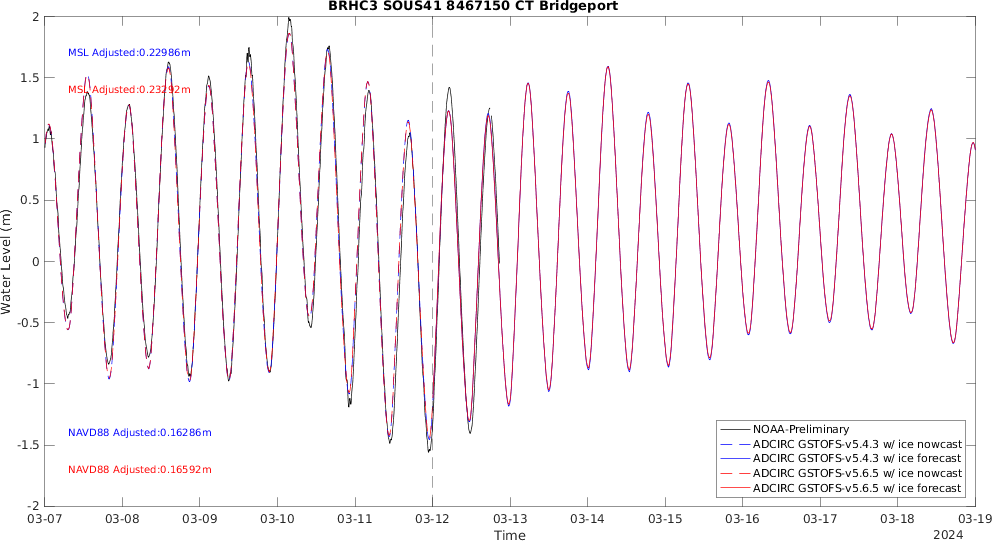 BRHC3 SOUS41 8467150 CT Bridgeport
2
1.5
1
0.5
0
-0.5
-1
-1.5
-2
Water Level (m)
MSL Adjusted:0.22986m
MSL Adjusted:0.23292m
NAVD88 Adjusted:0.16286m
NAVD88 Adjusted:0.16592m
NOAA-Preliminary
ADCIRC GSTOFS-v5.4.3 w/ ice nowcast
ADCIRC GSTOFS-v5.4.3 w/ ice forecast
ADCIRC GSTOFS-v5.6.5 w/ ice nowcast
ADCIRC GSTOFS-v5.6.5 w/ ice forecast
03-07 03-08 03-09 03-10 03-11 03-12 03-13 03-14 03-15 03-16 03-17 03-18 03-19
Time
2024